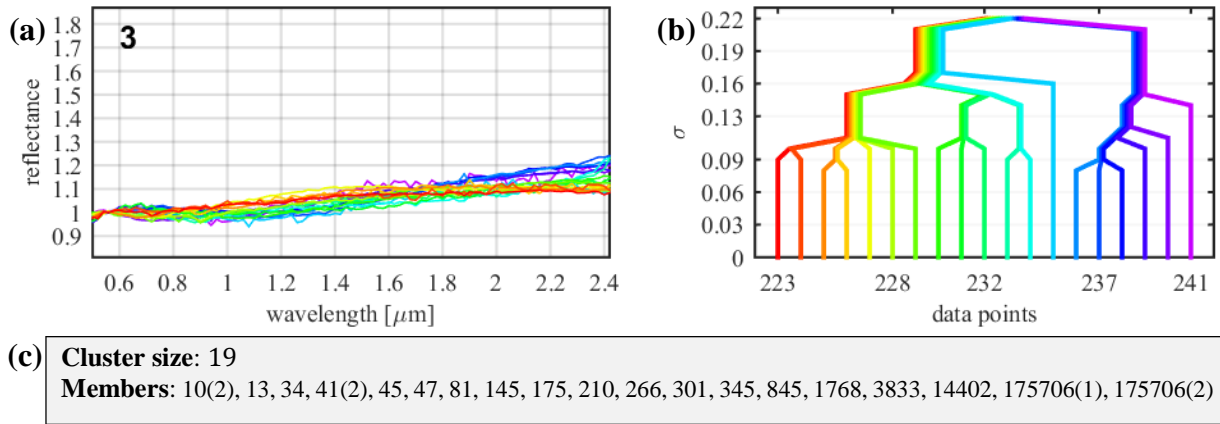 (a)
3
1.8
1.7
1.6
1.5
1.4
1.3
1.2
1.1
1
0.9
reflectance
0.6 0.8 1 1.2 1.4 1.6 1.8 2 2.2 2.4
wavelength [μm]
(b)
0.22
0.19
0.16
0.13
0.09
0.06
0.03
0
σ
223 228 232 237 241
data points
(c)
Cluster size: 19
Members: 10(2), 13, 34, 41(2), 45, 47, 81, 145, 175, 210, 266, 301, 345, 845, 1768, 3833, 14402, 175706(1), 175706(2)